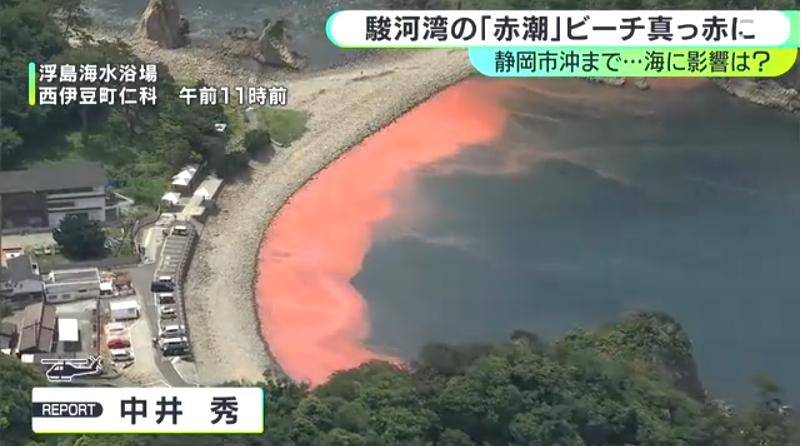 駿河湾の「赤潮」ビーチ真っ赤に
静岡市沖まで…海に影響は？
浮島海水浴場
西伊豆町仁科　午前11時前
REPORT 中井　秀